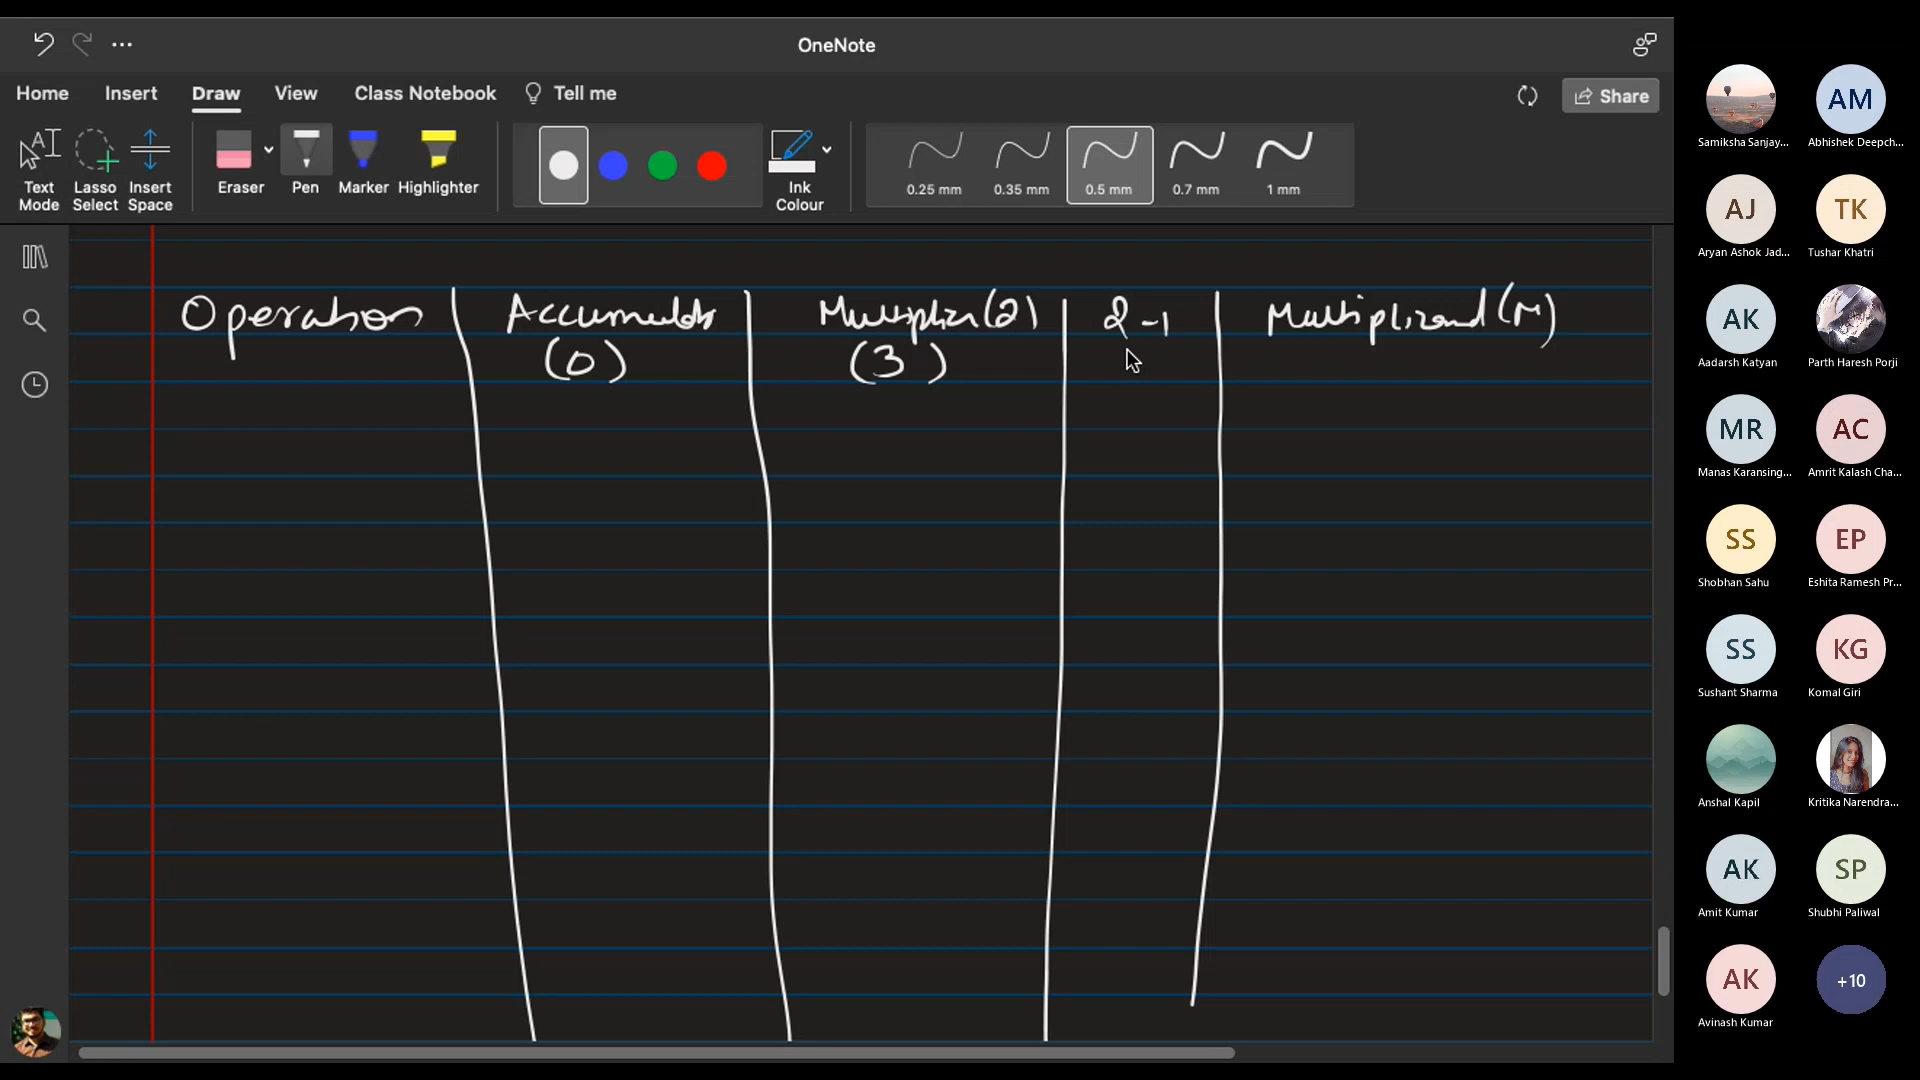 OneNote
Home Insert Draw View Class Notebook Tell me Share
Text Mode
Lasso Select
Insert Space
Eraser Pen Marker Highlighter
Ink Colour
0.25 mm 0.35 mm 0.5 mm 0.7 mm 1 mm
Operation Accumulator Multiplier (Q) Q-1 Multiplicand (M)
(0) (3)
AM
Samiksha Sanjay... Abhishek Deepch...
AJ TK
Aryan Ashok Jad... Tushar Khatri
AK
Aadarsh Katyan Parth Haresh Porji
MR AC
Manas Karansing... Amrit Kalash Cha...
SS EP
Shobhan Sahu Eshita Ramesh Pr...
SS KG
Sushant Sharma Komal Giri
Anshal Kapil Kritika Narendra...
AK SP
Amit Kumar Shubhi Paliwal
AK +10
Avinash Kumar